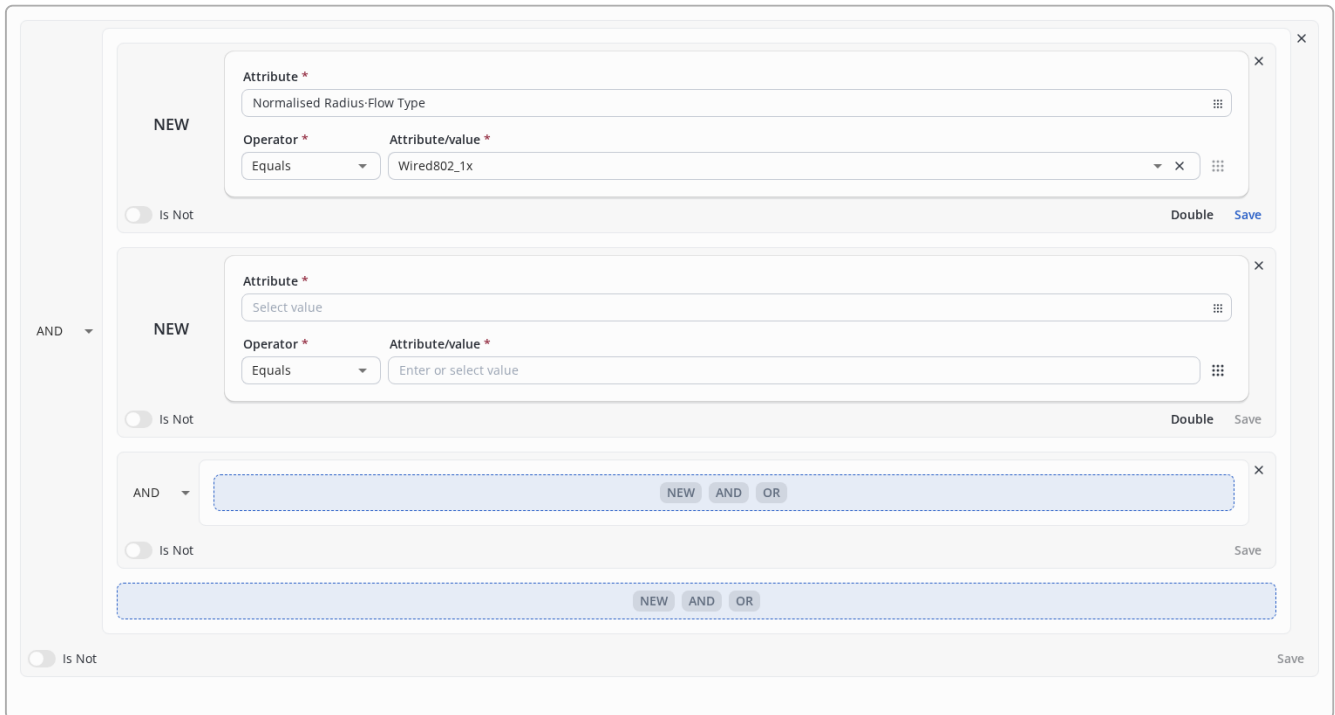 Attribute *
Normalised Radius·Flow Type
NEW
Operator * Attribute/value *
Equals Wired802_1x
Is Not Double Save
Attribute *
Select value
NEW
AND
Operator * Attribute/value *
Equals Enter or select value
Is Not Double Save
AND NEW AND OR
Is Not Save
NEW AND OR
Is Not Save